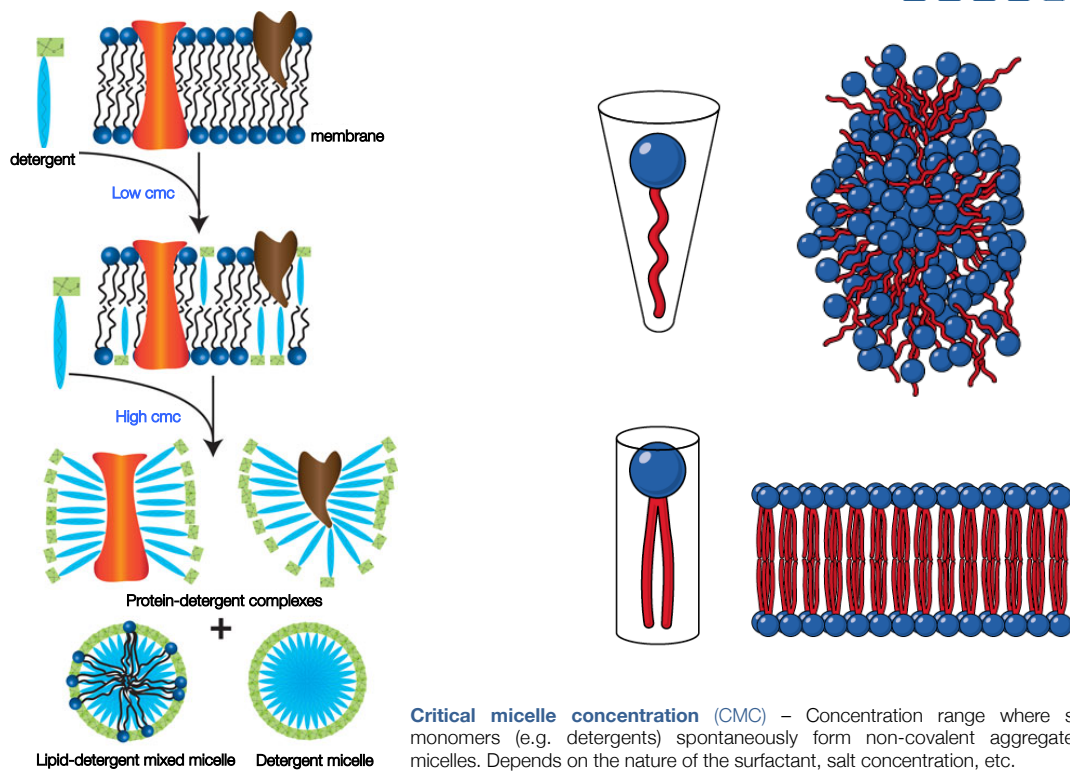 detergent
membrane
Low cmc
High cmc
Protein-detergent complexes
+
Lipid-detergent mixed micelle
Detergent micelle
Critical micelle concentration (CMC) – Concentration range where
monomers (e.g. detergents) spontaneously form non-covalent
micelles. Depends on the nature of the surfactant, salt concentration, etc.